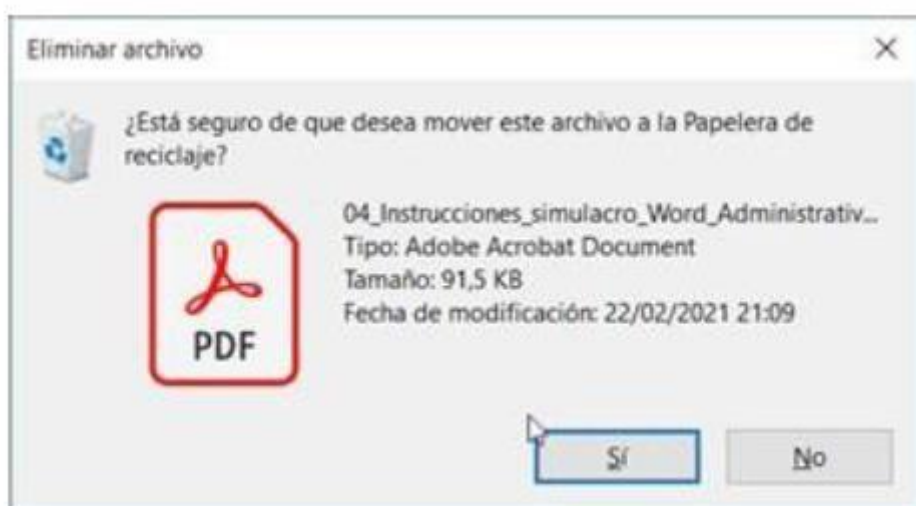 Eliminar archivo
¿Está seguro de que desea mover este archivo a la Papelera de
reciclaje?
04_Instrucciones_simulacro_Word_Administrativ...
Tipo: Adobe Acrobat Document
Tamaño: 91,5 KB
Fecha de modificación: 22/02/2021 21:09
PDF
Sí
No